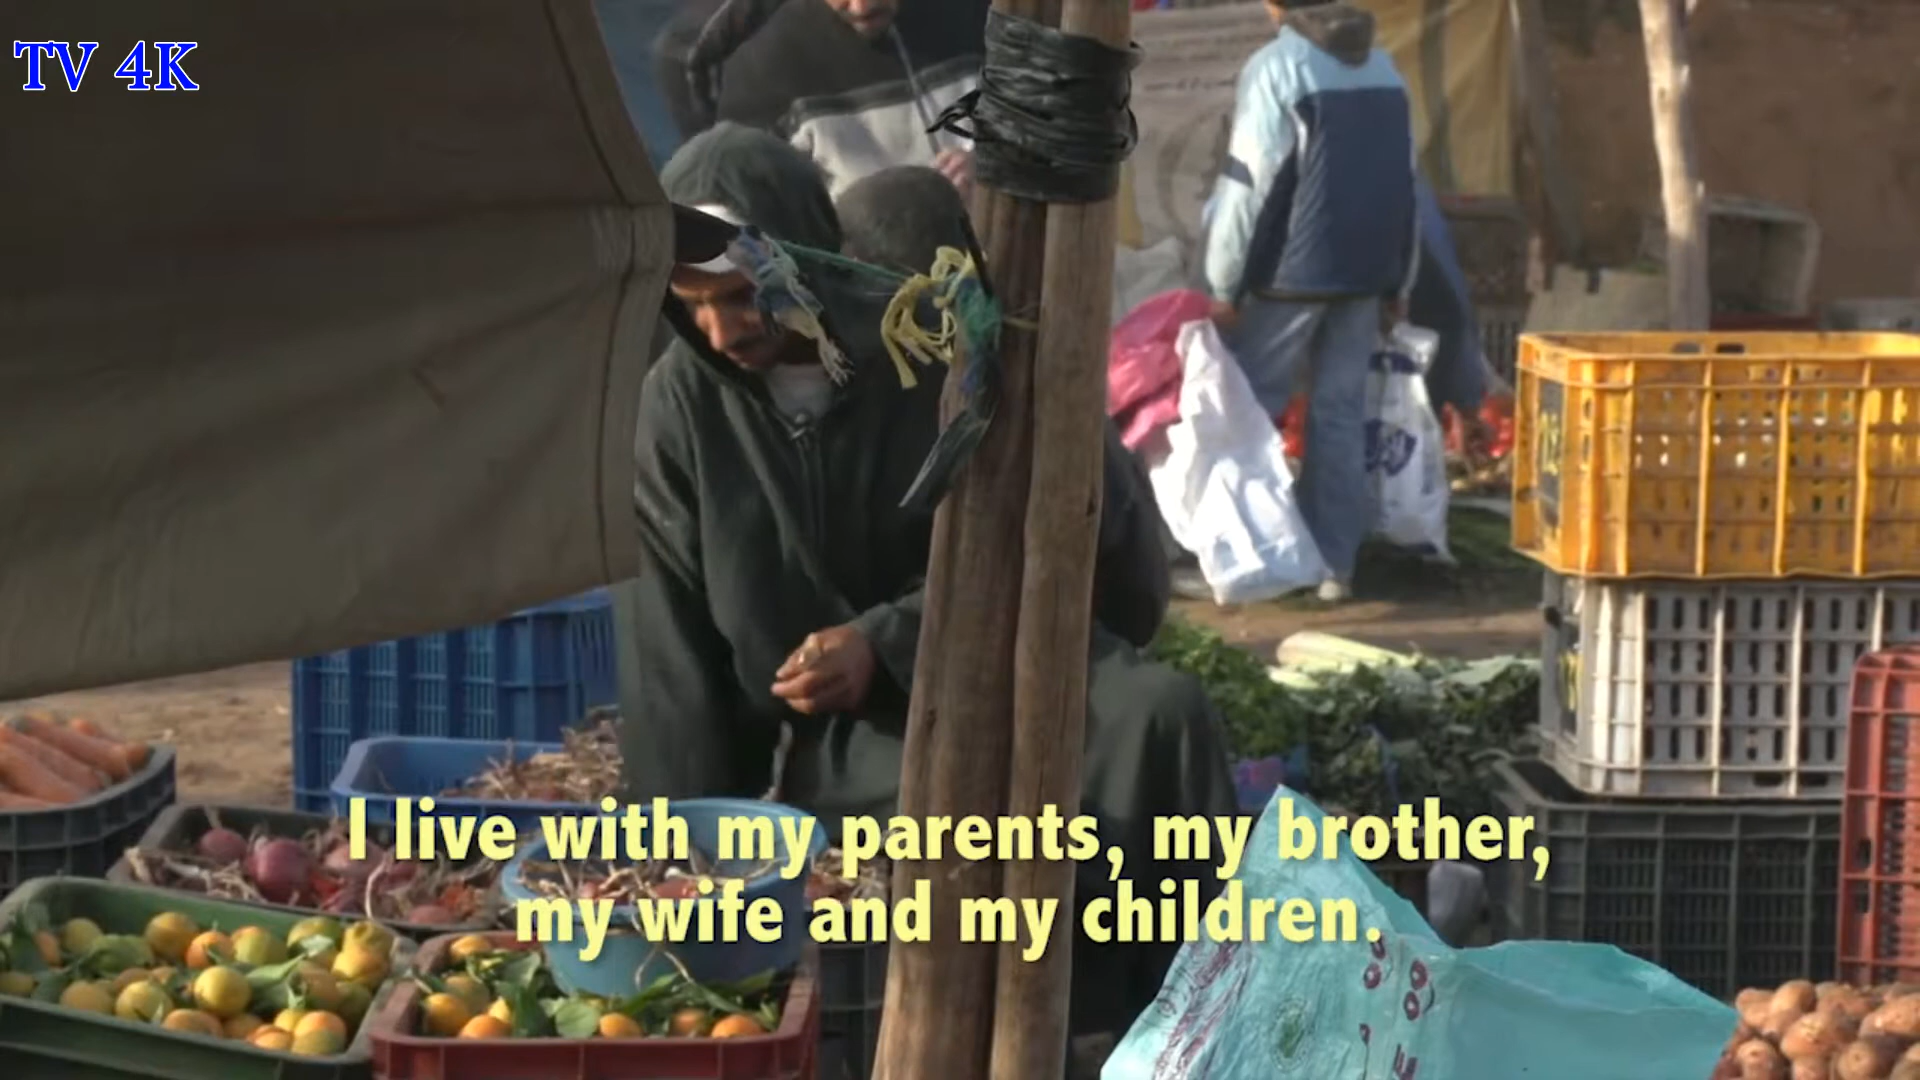 TV 4K
I live with my parents, my brother,
my wife and my children.